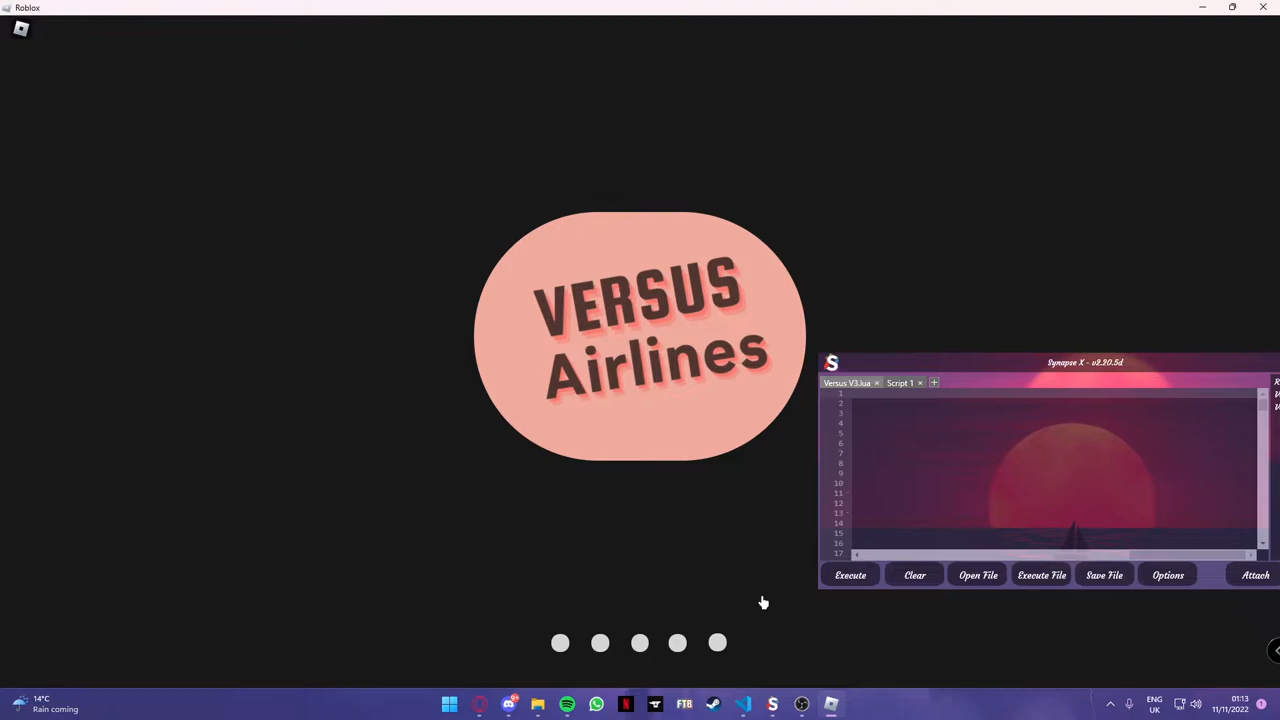 Roblox
VERSUS
Airlines
Synapse X - v2.20.5d
Versus V3.lua
Script 1
1
2
3
4
5
6
7
8
9
10
11
12
13
14
15
16
17
Execute
Clear
Open File
Execute File
Save File
Options
Attach
14°C
Rain coming
FTB
ENG
UK
01:13
11/11/2022